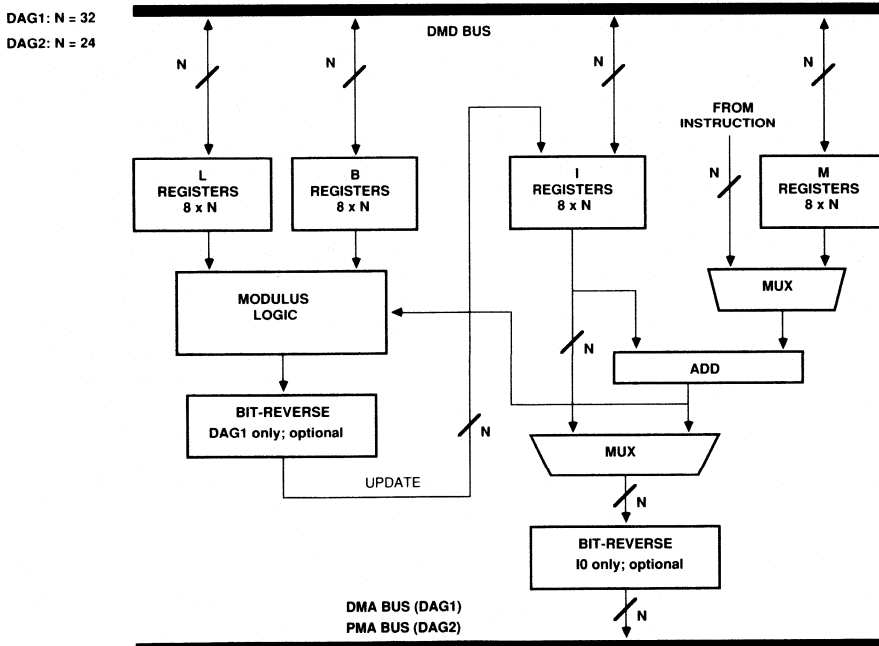 DAG1: N = 32
DAG2: N = 24
DMD BUS
N
N
N
N
FROM
INSTRUCTION
N
L
REGISTERS
8 x N
B
REGISTERS
8 x N
I
REGISTERS
8 x N
M
REGISTERS
8 x N
MODULUS
LOGIC
MUX
N
ADD
BIT-REVERSE
DAG1 only; optional
N
MUX
UPDATE
N
BIT-REVERSE
I0 only; optional
DMA BUS (DAG1)
PMA BUS (DAG2)
N